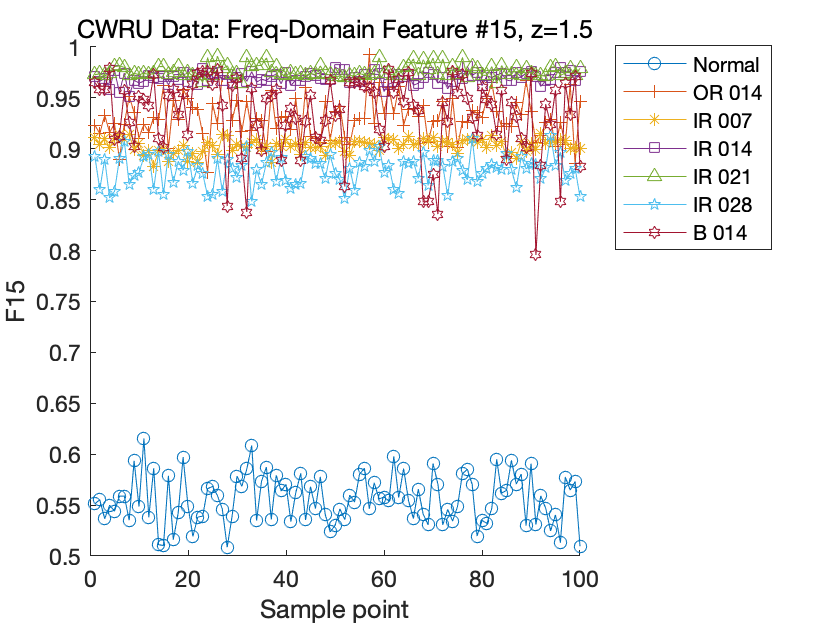 CWRU Data: Freq-Domain Feature #15, z=1.5
1
0.95
0.9
0.85
0.8
0.75
0.7
0.65
0.6
0.55
0.5
F15
0
20
40
60
80
100
Sample point
Normal
OR 014
IR 007
IR 014
IR 021
IR 028
B 014